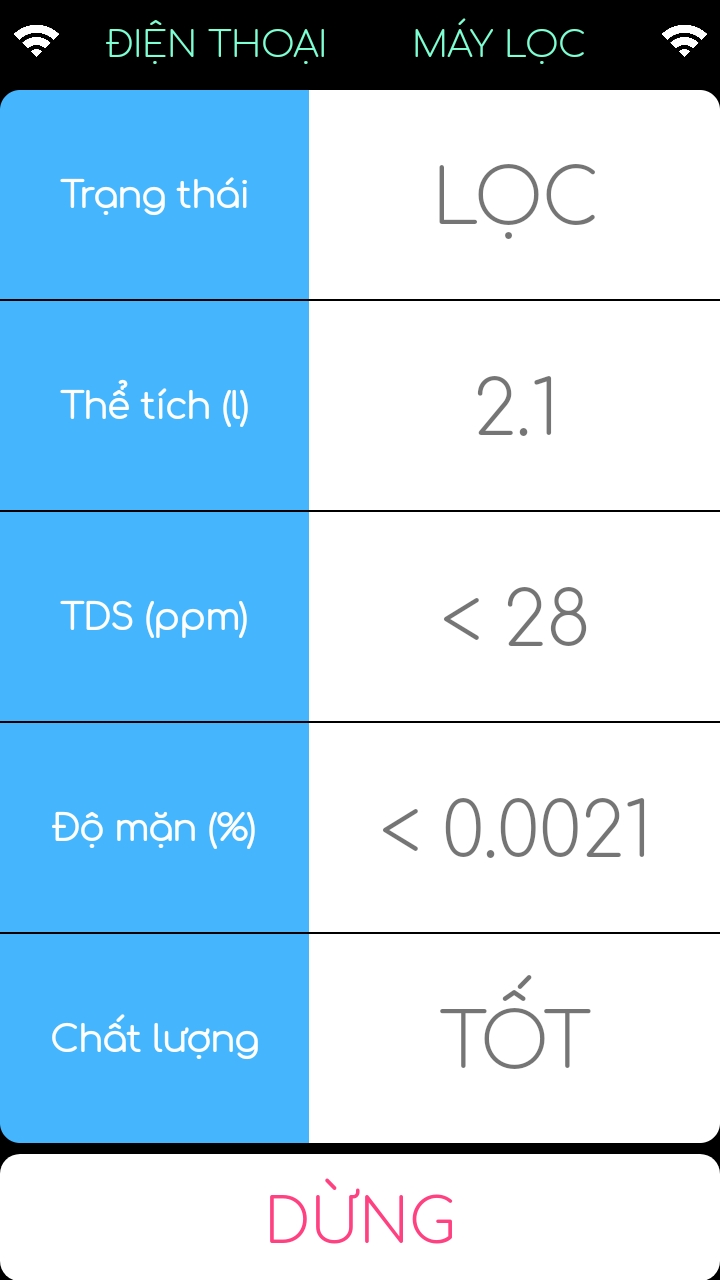 ĐIỆN THOẠI MÁY LỌC
Trạng thái LỌC
Thể tích (l) 2.1
TDS (ppm) < 28
Độ mặn (%) < 0.0021
Chất lượng TỐT
DỪNG